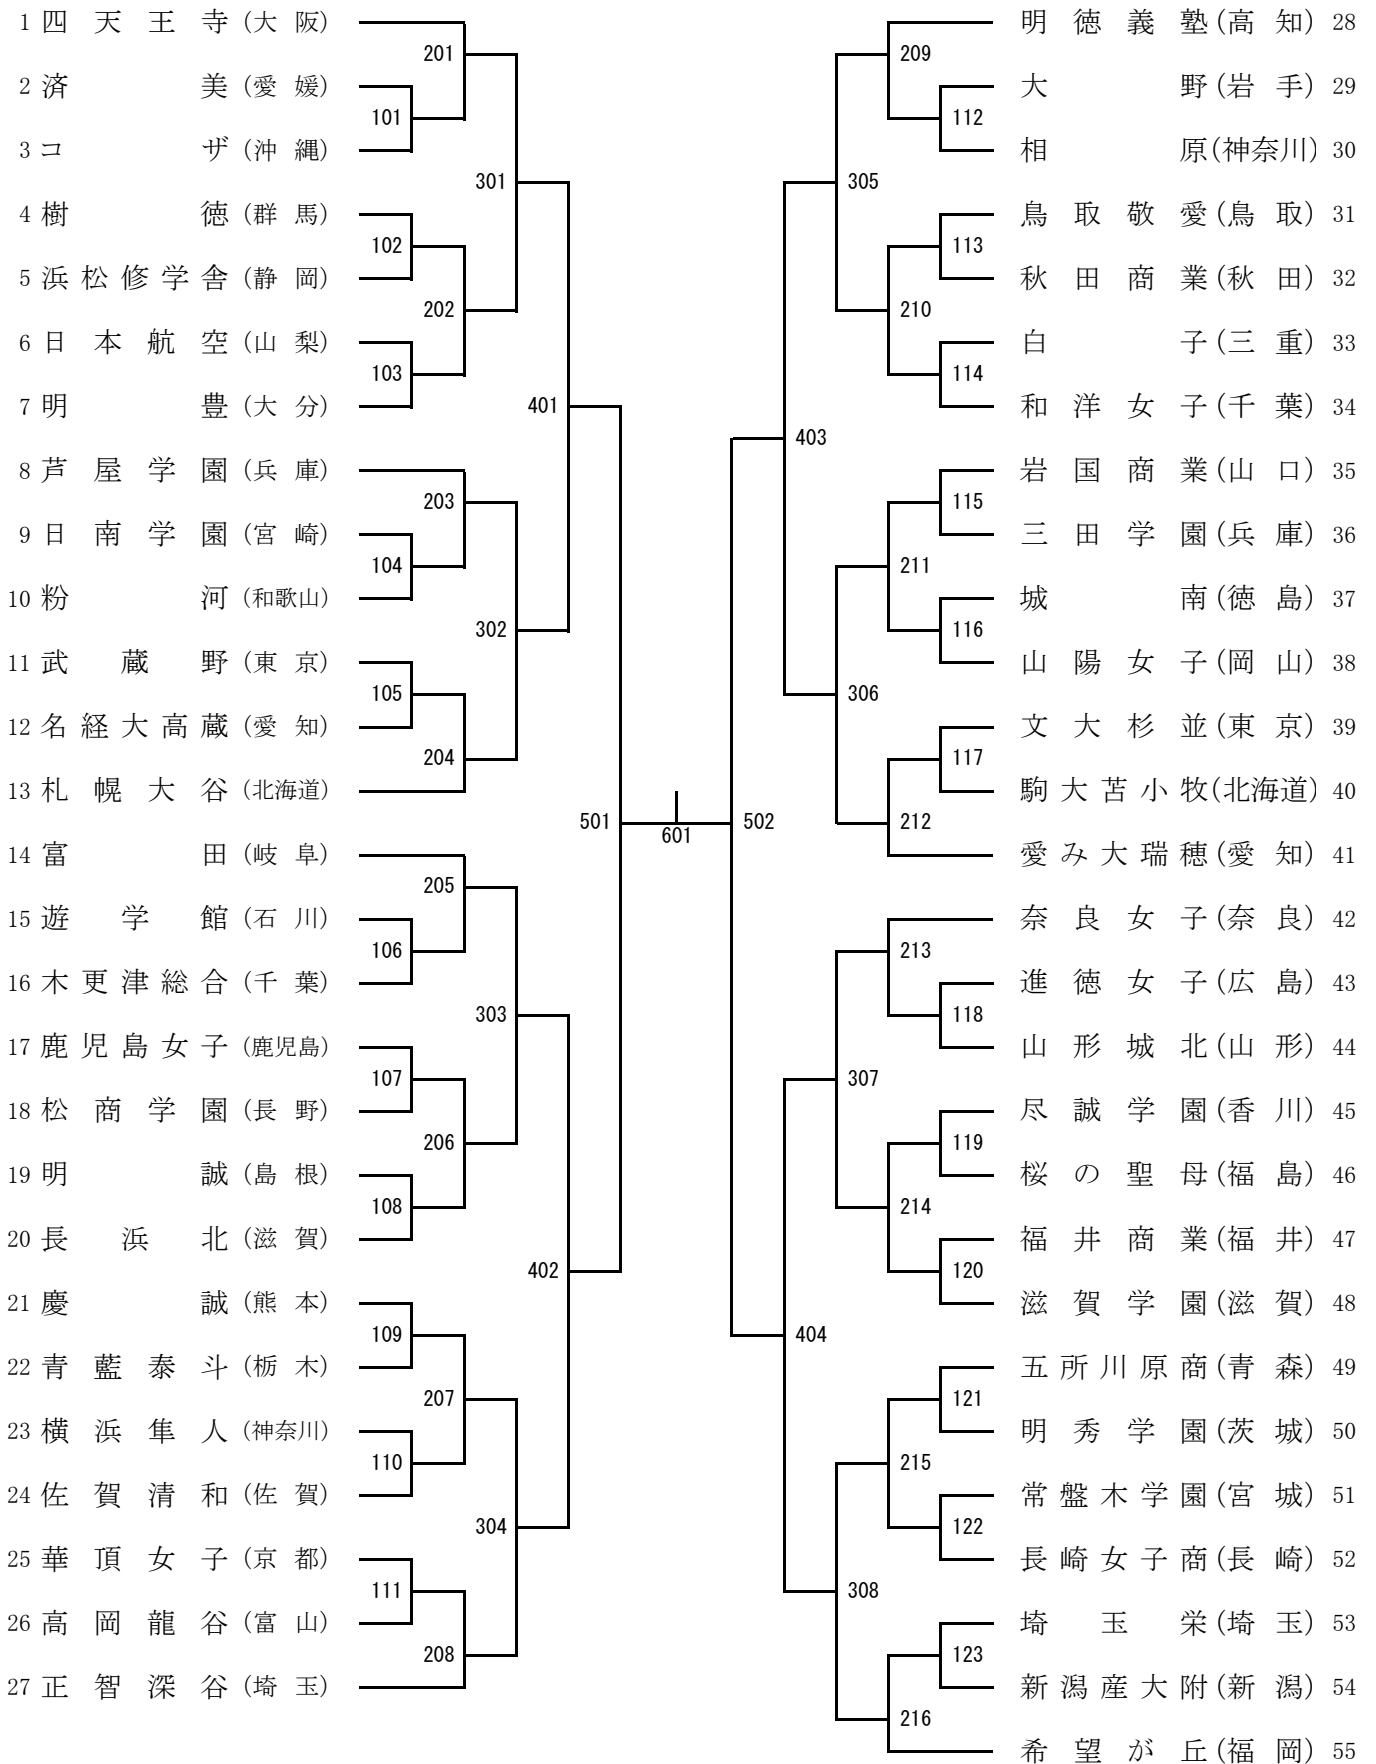 1 四天王寺 (大阪)
201
2 済美 (愛媛)
101
3 コザ (沖縄)
301
4 樹徳 (群馬)
102
5 浜松修学舎 (静岡)
202
6 日本航空 (山梨)
103
7 明豊 (大分)
401
8 芦屋学園 (兵庫)
203
9 日南学園 (宮崎)
104
10 粉河 (和歌山)
302
11 武蔵野 (東京)
105
12 名経大高蔵 (愛知)
204
13 札幌大谷 (北海道)
501
601
14 富田 (岐阜)
205
15 遊学館 (石川)
106
16 木更津総合 (千葉)
303
17 鹿児島女子 (鹿児島)
107
18 松商学園 (長野)
206
19 明誠 (島根)
108
20 長浜北 (滋賀)
402
21 慶誠 (熊本)
109
22 青藍泰斗 (栃木)
207
23 横浜隼人 (神奈川)
110
24 佐賀清和 (佐賀)
304
25 華頂女子 (京都)
111
26 高岡龍谷 (富山)
208
27 正智深谷 (埼玉)
明徳義塾 (高知) 28
209
大野 (岩手) 29
112
相原 (神奈川) 30
305
鳥取敬愛 (鳥取) 31
113
秋田商業 (秋田) 32
210
白子 (三重) 33
114
和洋女子 (千葉) 34
403
岩国商業 (山口) 35
115
三田学園 (兵庫) 36
211
城南 (徳島) 37
116
山陽女子 (岡山) 38
306
文大杉並 (東京) 39
117
駒大苫小牧 (北海道) 40
502
212
愛み大瑞穂 (愛知) 41
奈良女子 (奈良) 42
213
進徳女子 (広島) 43
118
山形城北 (山形) 44
307
尽誠学園 (香川) 45
119
桜の聖母 (福島) 46
214
福井商業 (福井) 47
120
滋賀学園 (滋賀) 48
404
五所川原商 (青森) 49
121
明秀学園 (茨城) 50
215
常盤木学園 (宮城) 51
122
長崎女子商 (長崎) 52
308
埼玉栄 (埼玉) 53
123
新潟産大附 (新潟) 54
216
希望が丘 (福岡) 55